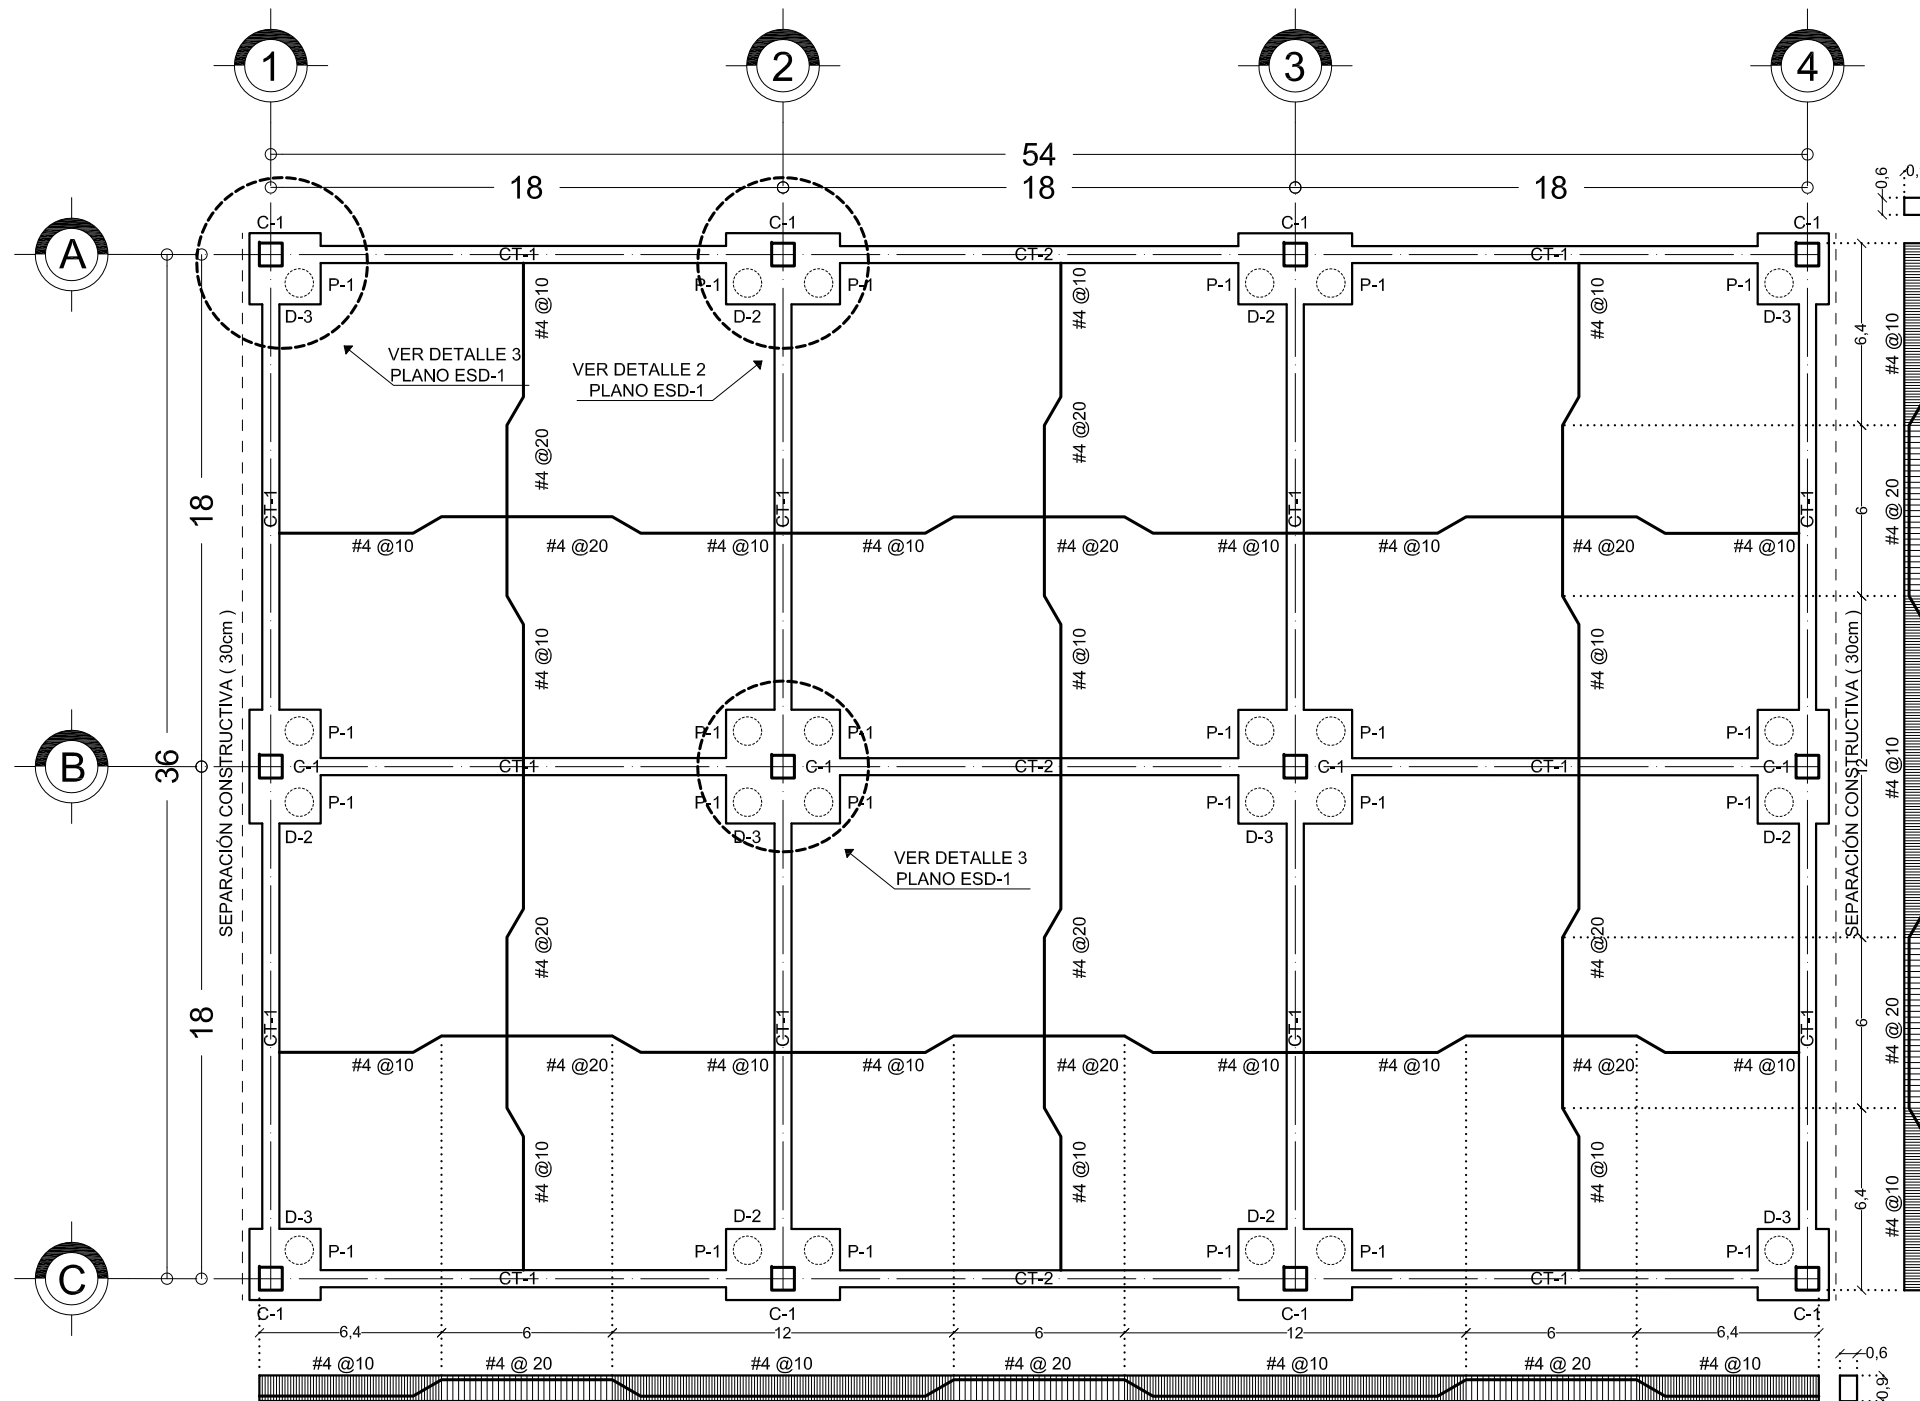 1 2 3 4
54
18 18 18
0,6 0,
C-1 C-1 C-1 C-1
A CT-1 CT-2 CT-1
P-1 P-1 P-1 P-1 P-1 P-1
#4 @10 #4 @10 #4 @10 #4 @10
D-3 D-2 D-2 D-3
6,4
VER DETALLE 3
PLANO ESD-1
VER DETALLE 2
PLANO ESD-1
#4 @20 #4 @20 #4 @20
18 CT-1 CT-1 CT-1 CT-1 6
#4 @10 #4 @20 #4 @10 #4 @10 #4 @20 #4 @10 #4 @10 #4 @20 #4 @10
#4 @10 #4 @10 #4 @10
SEPARACIÓN CONSTRUCTIVA ( 30cm )
SEPARACIÓN CONSTRUCTIVA ( 30cm )
P-1 P-1 P-1 P-1 P-1 P-1
B 36 C-1 CT-1 C-1 CT-2 C-1 CT-1 C-1 12 #4 @10
P-1 P-1 P-1 P-1 P-1 P-1
D-2 D-3 D-3 D-2
VER DETALLE 3
PLANO ESD-1
#4 @20 #4 @20 #4 @20
18 CT-1 CT-1 CT-1 CT-1 6 #4 @ 20
#4 @10 #4 @20 #4 @10 #4 @10 #4 @20 #4 @10 #4 @10 #4 @20 #4 @10
#4 @10 #4 @10 #4 @10
6,4 #4 @10
D-3 D-2 D-2 D-3
P-1 P-1 P-1 P-1 P-1 P-1
C CT-1 CT-2 CT-1
C-1 C-1 C-1 C-1
6,4 6 12 6 12 6 6,4
#4 @10 #4 @ 20 #4 @10 #4 @ 20 #4 @10 #4 @ 20 #4 @10
0,6
0,9